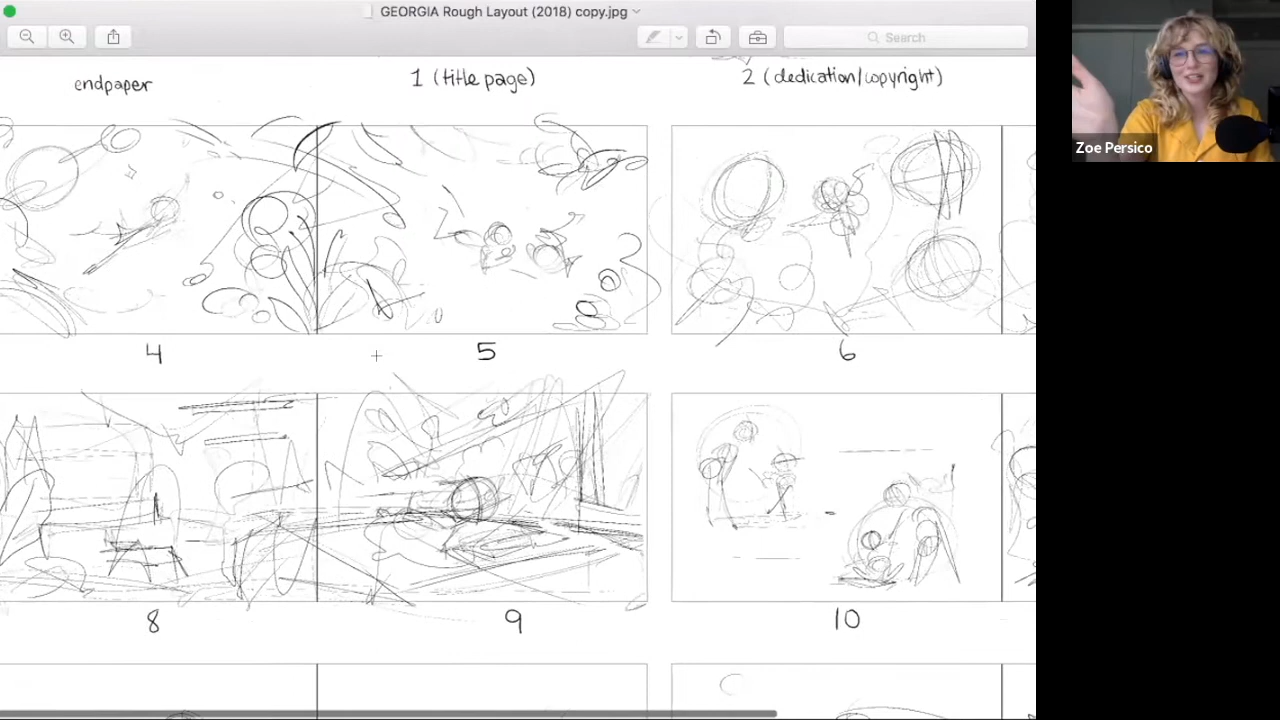 GEORGIA Rough Layout (2018) copy.jpg
Search
endpaper
1 (title page)
2 (dedication/copyright)
Zoe Persico
4
5
6
8
9
10